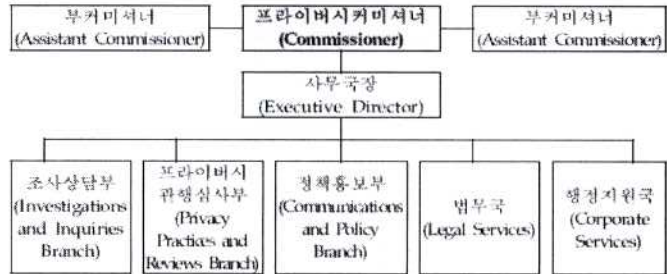 부커미셔너
(Assistant Commissioner)
프라이버시커미셔너
(Commissioner)
부커미셔너
(Asststant Commissioner)
사무국장
(Executive Director)
조사상담부
(Investigations
and Inquiries
Branch)
프라이버시
관행심사부
(Privacy
Practices and
Reviews Branch)
정책홍보부
(Communications
and Policy
Branch)
법무국
(Legal Services)
행정지원국
(Corporate
Services)